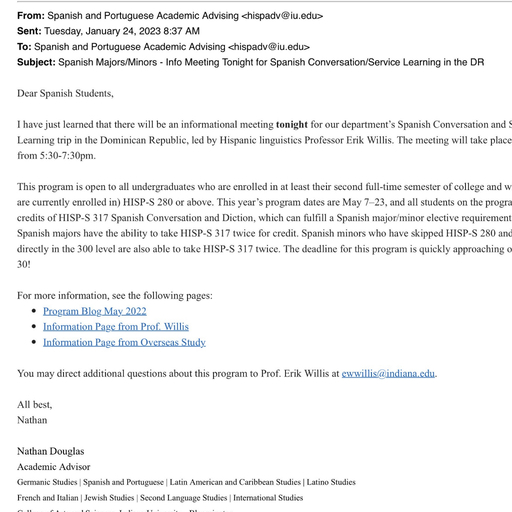 From: Spanish and Portuguese Academic Advising <hispadv@iu.edu>
Sent: Tuesday, January 24, 2023 8:37 AM
To: Spanish and Portuguese Academic Advising <hispadv@iu.edu>
Subject: Spanish Majors/Minors - Info Meeting Tonight for Spanish Conversation/Service Learning in the DR
Dear Spanish Students,
I have just learned that there will be an informational meeting tonight for our department's Spanish Conversation and S
Learning trip in the Dominican Republic, led by Hispanic linguistics Professor Erik Willis. The meeting will take place
from 5:30-7:30pm.
This program is open to all undergraduates who are enrolled in at least their second full-time semester of college and w
are currently enrolled in) HISP-S 280 or above. This year's program dates are May 7–23, and all students on the progra
credits of HISP-S 317 Spanish Conversation and Diction, which can fulfill a Spanish major/minor elective requirement
Spanish majors have the ability to take HISP-S 317 twice for credit. Spanish minors who have skipped HISP-S 280 and
directly in the 300 level are also able to take HISP-S 317 twice. The deadline for this program is quickly approaching o
30!
For more information, see the following pages:
• Program Blog May 2022
• Information Page from Prof. Willis
• Information Page from Overseas Study
You may direct additional questions about this program to Prof. Erik Willis at ewwillis@indiana.edu.
All best,
Nathan
Nathan Douglas
Academic Advisor
Germanic Studies | Spanish and Portuguese | Latin American and Caribbean Studies | Latino Studies
French and Italian | Jewish Studies | Second Language Studies | International Studies